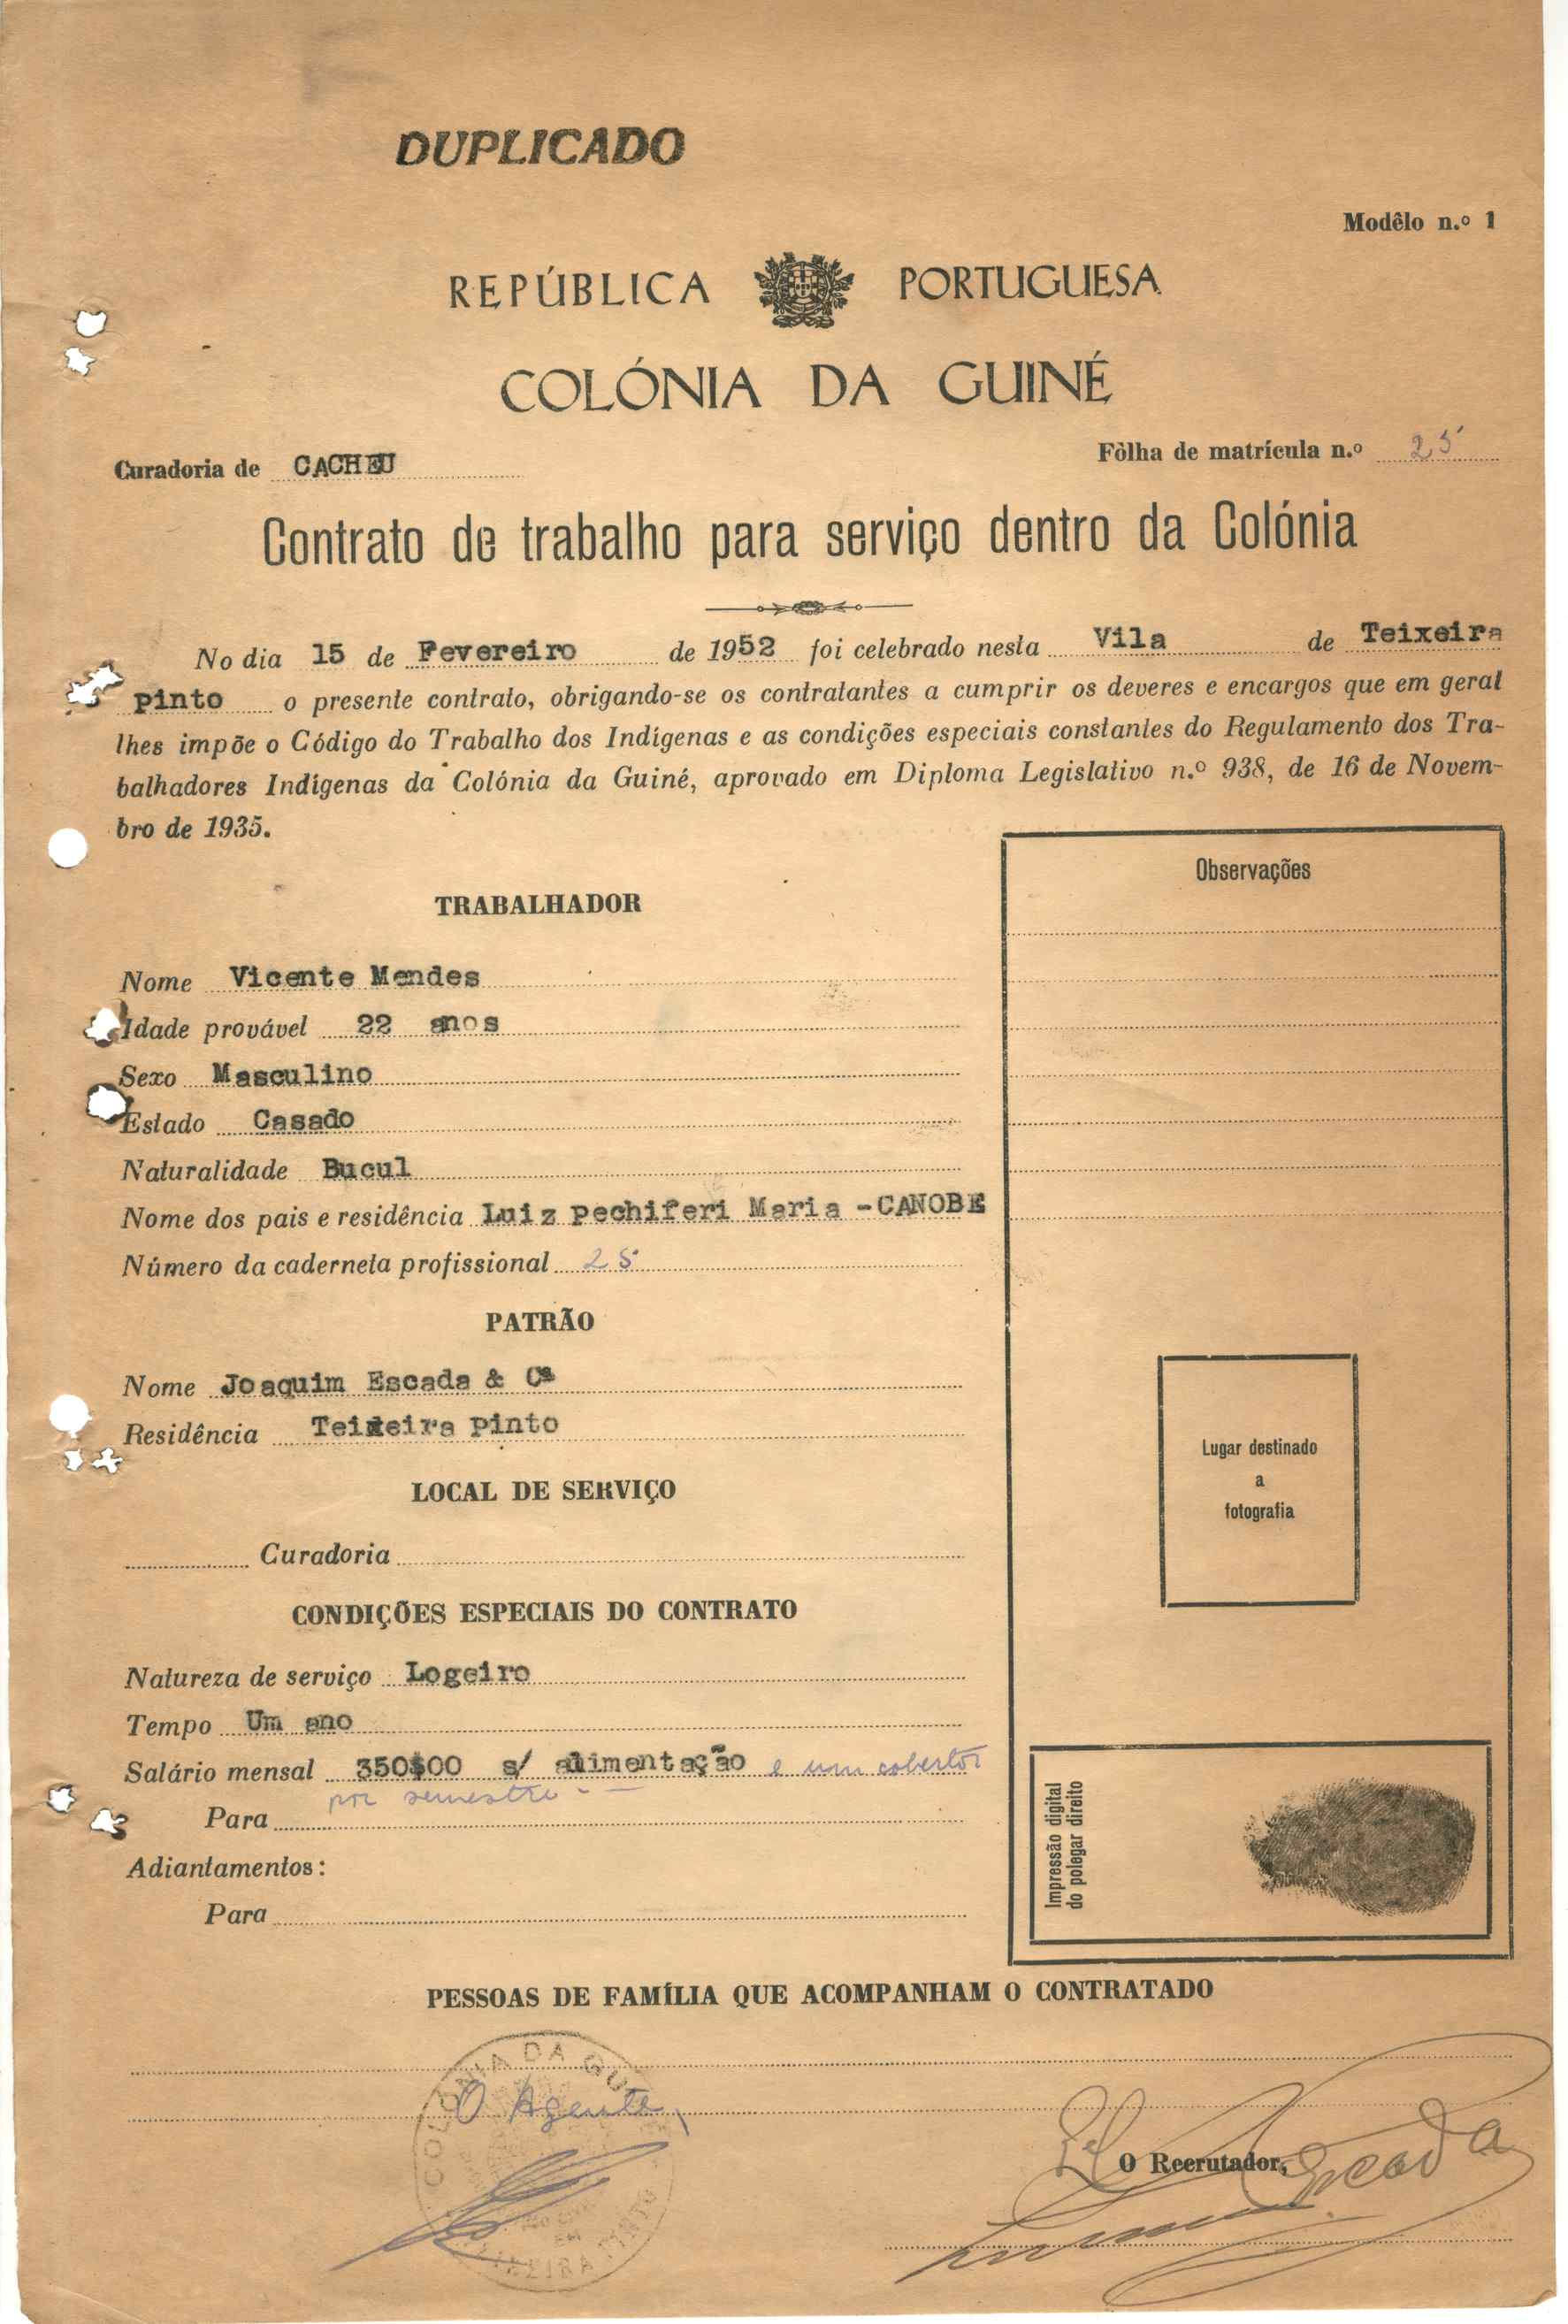 DUPLICADO
Modêlo n.º 1
REPÚBLICA PORTUGUESA
COLÓNIA DA GUINÉ
Curadoria de CACHEU Fôlha de matrícula n.º 25
Contrato de trabalho para serviço dentro da Colónia
No dia 15 de Fevereiro de 1952 foi celebrado nesta Vila de Teixeira
pinto o presente contrato, obrigando-se os contratantes a cumprir os deveres e encargos que em geral
lhes impõe o Código do Trabalho dos Indígenas e as condições especiais constantes do Regulamento dos Tra-
balhadores Indígenas da Colónia da Guiné, aprovado em Diploma Legislativo n.º 938, de 16 de Novem-
bro de 1935.
TRABALHADOR
Nome Vicente Mendes
Idade provável 22 anos
Sexo Masculino
Estado Casado
Naturalidade Bucul
Nome dos pais e residência Luiz pechiferi Maria -CANOBE
Número da caderneta profissional 25
PATRÃO
Nome Joaquim Escada & Cª
Residência Teixeira pinto
LOCAL DE SERVIÇO
Curadoria
CONDIÇÕES ESPECIAIS DO CONTRATO
Natureza de serviço Logeiro
Tempo Um ano
Salário mensal 350$00 s/ alimentação e um cobertor
por semestre
Para
Adiantamentos:
Para
Observações
Lugar destinado
a
fotografia
Impressão digital
do polegar direito
PESSOAS DE FAMÍLIA QUE ACOMPANHAM O CONTRATADO
COLÓNIA DA GUINÉ
O Agente,
TEIXEIRA PINTO
O Recrutador,
Escada